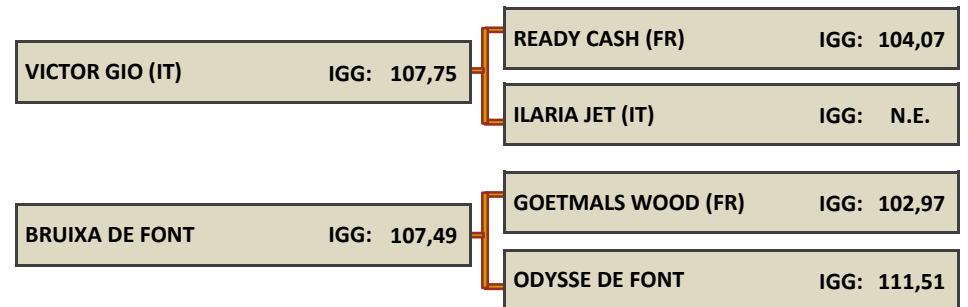 READY CASH (FR) IGG: 104,07
VICTOR GIO (IT) IGG: 107,75
ILARIA JET (IT) IGG: N.E.
GOETMALS WOOD (FR) IGG: 102,97
BRUIXA DE FONT IGG: 107,49
ODYSSE DE FONT IGG: 111,51